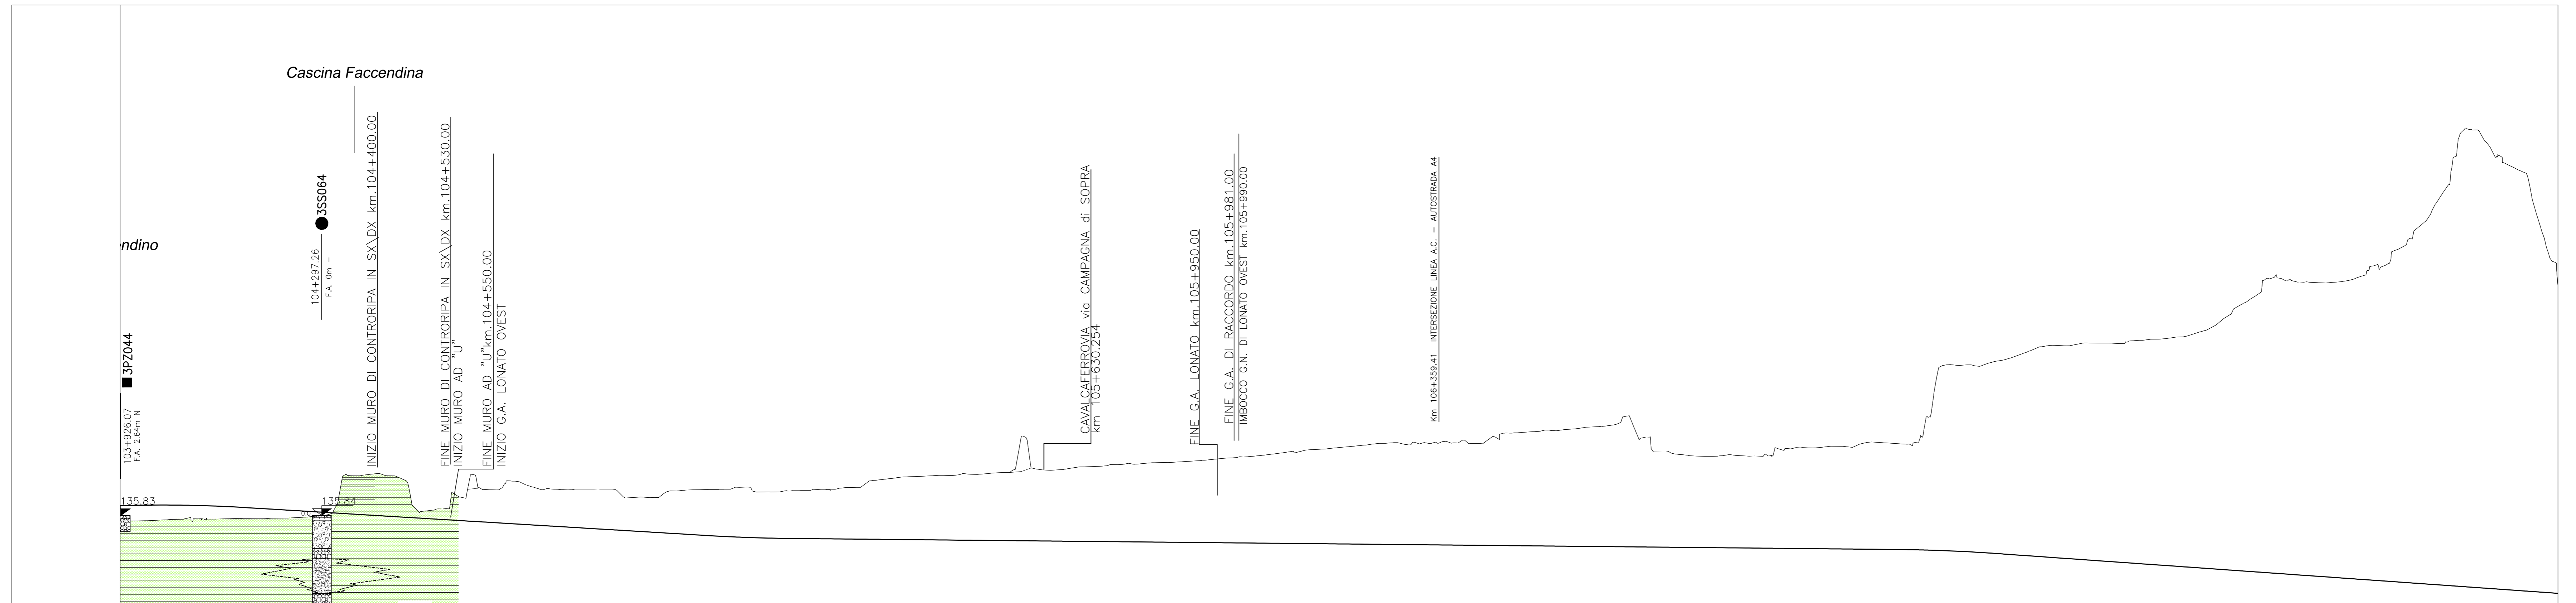 Cascina Faccendina
endino
3PZ044
103+926.07
F.A. 2.64m N
135.83
3SS064
104+297.26
F.A. 0m -
135.84
0.0
INIZIO MURO DI CONTRORIPA IN SX\DX km.104+400.00
FINE MURO DI CONTRORIPA IN SX\DX km.104+530.00
INIZIO MURO AD "U"
FINE MURO AD "U"km.104+550.00
INIZIO G.A. LONATO OVEST
CAVALCAFERROVIA via CAMPAGNA di SOPRA
km 105+630.254
FINE G.A. LONATO km.105+950.00
FINE G.A. DI RACCORDO km.105+981.00
IMBOCCO G.N. DI LONATO OVEST km.105+990.00
Km 106+359.41 INTERSEZIONE LINEA A.C. - AUTOSTRADA A4